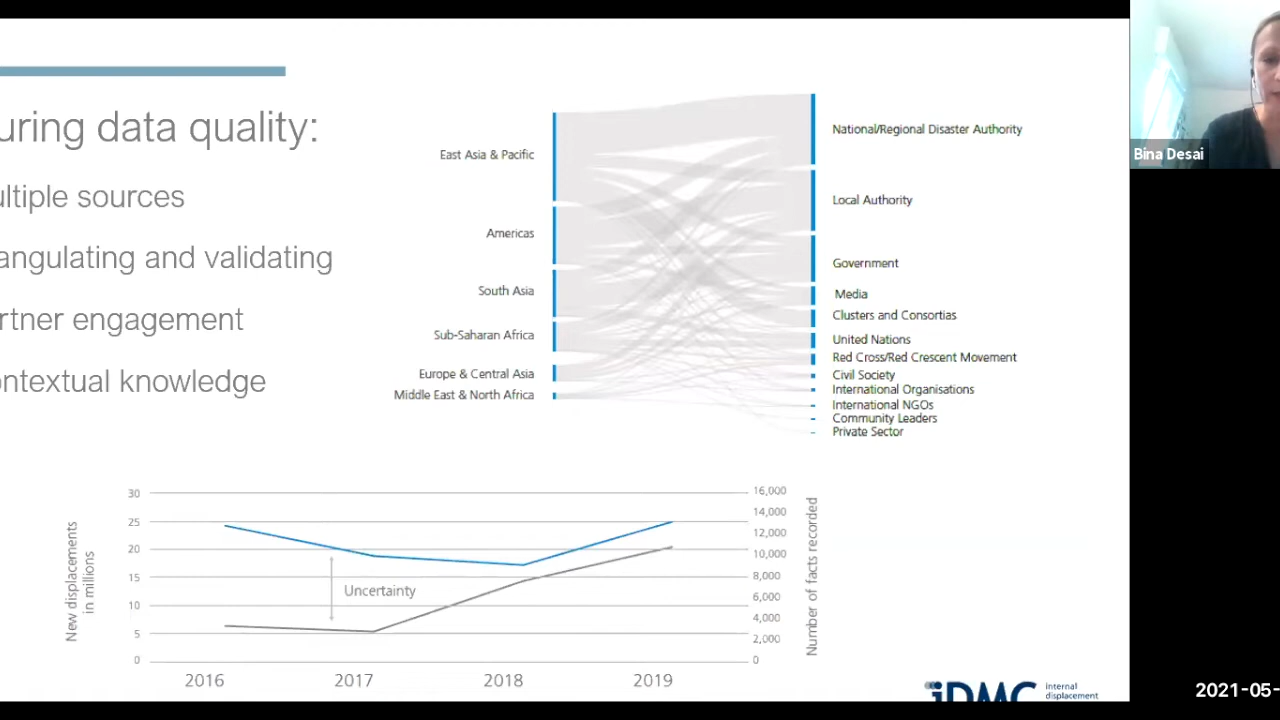 uring data quality:
ultiple sources
angulating and validating
rtner engagement
ontextual knowledge
East Asia & Pacific
Americas
South Asia
Sub-Saharan Africa
Europe & Central Asia
Middle East & North Africa
National/Regional Disaster Authority
Local Authority
Government
Media
Clusters and Consortias
United Nations
Red Cross/Red Crescent Movement
Civil Society
International Organisations
International NGOs
Community Leaders
Private Sector
New displacements
in millions
30
25
20
15
10
5
0
Uncertainty
16,000
14,000
12,000
10,000
8,000
6,000
4,000
2,000
0
Number of facts recorded
2016
2017
2018
2019
iDMC
internal
displacement
Bina Desai
2021-05-